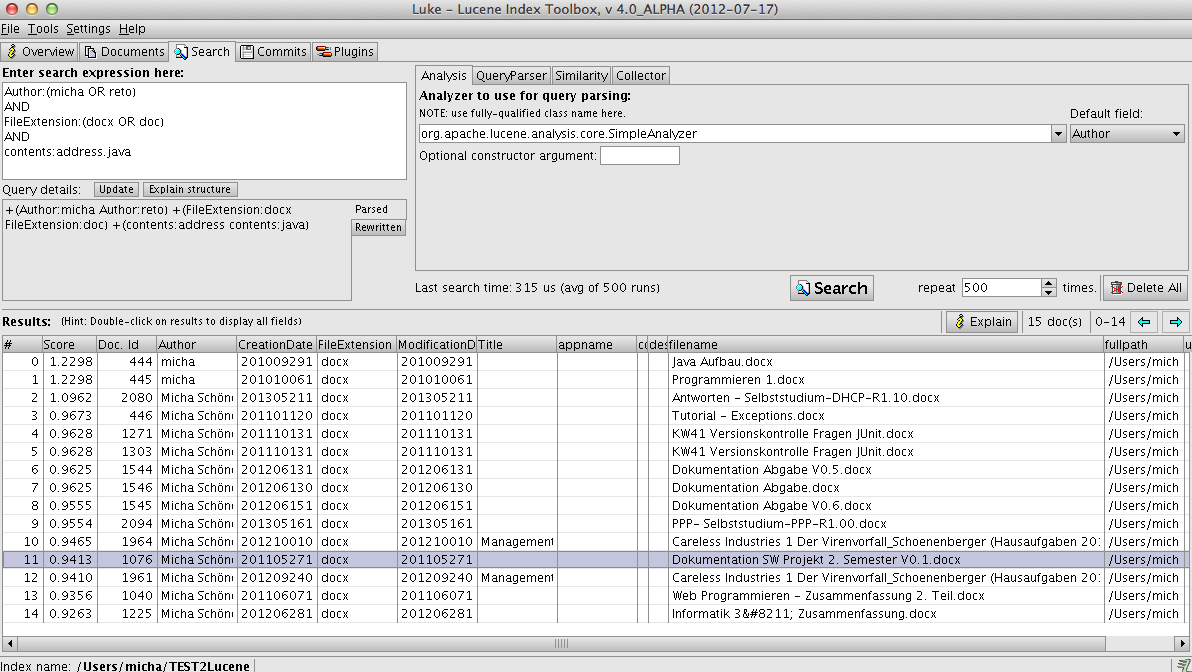 Luke - Lucene Index Toolbox, v 4.0_ALPHA (2012-07-17)
File Tools Settings Help
Overview Documents Search Commits Plugins
Enter search expression here:
Author:(micha OR reto)
AND
FileExtension:(docx OR doc)
AND
contents:address.java
Query details: Update Explain structure
+(Author:micha Author:reto) +(FileExtension:docx
FileExtension:doc) +(contents:address contents:java)
Parsed
Rewritten
Analysis QueryParser Similarity Collector
Analyzer to use for query parsing:
NOTE: use fully-qualified class name here.
Default field:
org.apache.lucene.analysis.core.SimpleAnalyzer
Author
Optional constructor argument:
Last search time: 315 us (avg of 500 runs)
Search
repeat 500 times.
Delete All
Results: (Hint: Double-click on results to display all fields)
Explain 15 doc(s) 0-14
# Score Doc. Id Author CreationDate FileExtension ModificationD Title appname co des filename fullpath u
0 1.2298 444 micha 201009291 docx 201009291 Java Aufbau.docx /Users/mich
1 1.2298 445 micha 201010061 docx 201010061 Programmieren 1.docx /Users/mich
2 1.0962 2080 Micha Schön 201305211 docx 201305211 Antworten - Selbststudium-DHCP-R1.10.docx /Users/mich
3 0.9673 446 Micha Schön 201101120 docx 201101120 Tutorial - Exceptions.docx /Users/mich
4 0.9628 1271 Micha Schön 201110131 docx 201110131 KW41 Versionskontrolle Fragen JUnit.docx /Users/mich
5 0.9628 1303 Micha Schön 201110131 docx 201110131 KW41 Versionskontrolle Fragen JUnit.docx /Users/mich
6 0.9625 1544 Micha Schön 201206131 docx 201206131 Dokumentation Abgabe V0.5.docx /Users/mich
7 0.9625 1546 Micha Schön 201206130 docx 201206130 Dokumentation Abgabe.docx /Users/mich
8 0.9555 1545 Micha Schön 201206151 docx 201206151 Dokumentation Abgabe V0.6.docx /Users/mich
9 0.9554 2094 Micha Schön 201305161 docx 201305161 PPP- Selbststudium-PPP-R1.00.docx /Users/mich
10 0.9465 1964 Micha Schön 201210010 docx 201210010 Management Careless Industries 1 Der Virenvorfall_Schoenenberger (Hausaufgaben 201 /Users/mich
11 0.9413 1076 Micha Schön 201105271 docx 201105271 Dokumentation SW Projekt 2. Semester V0.1.docx /Users/mich
12 0.9410 1961 Micha Schön 201209240 docx 201209240 Management Careless Industries 1 Der Virenvorfall_Schoenenberger (Hausaufgaben 201 /Users/mich
13 0.9356 1040 Micha Schön 201106071 docx 201106071 Web Programmieren - Zusammenfassung 2. Teil.docx /Users/mich
14 0.9263 1225 Micha Schön 201206281 docx 201206281 Informatik 3&#8211; Zusammenfassung.docx /Users/mich
Index name: /Users/micha/TEST2Lucene